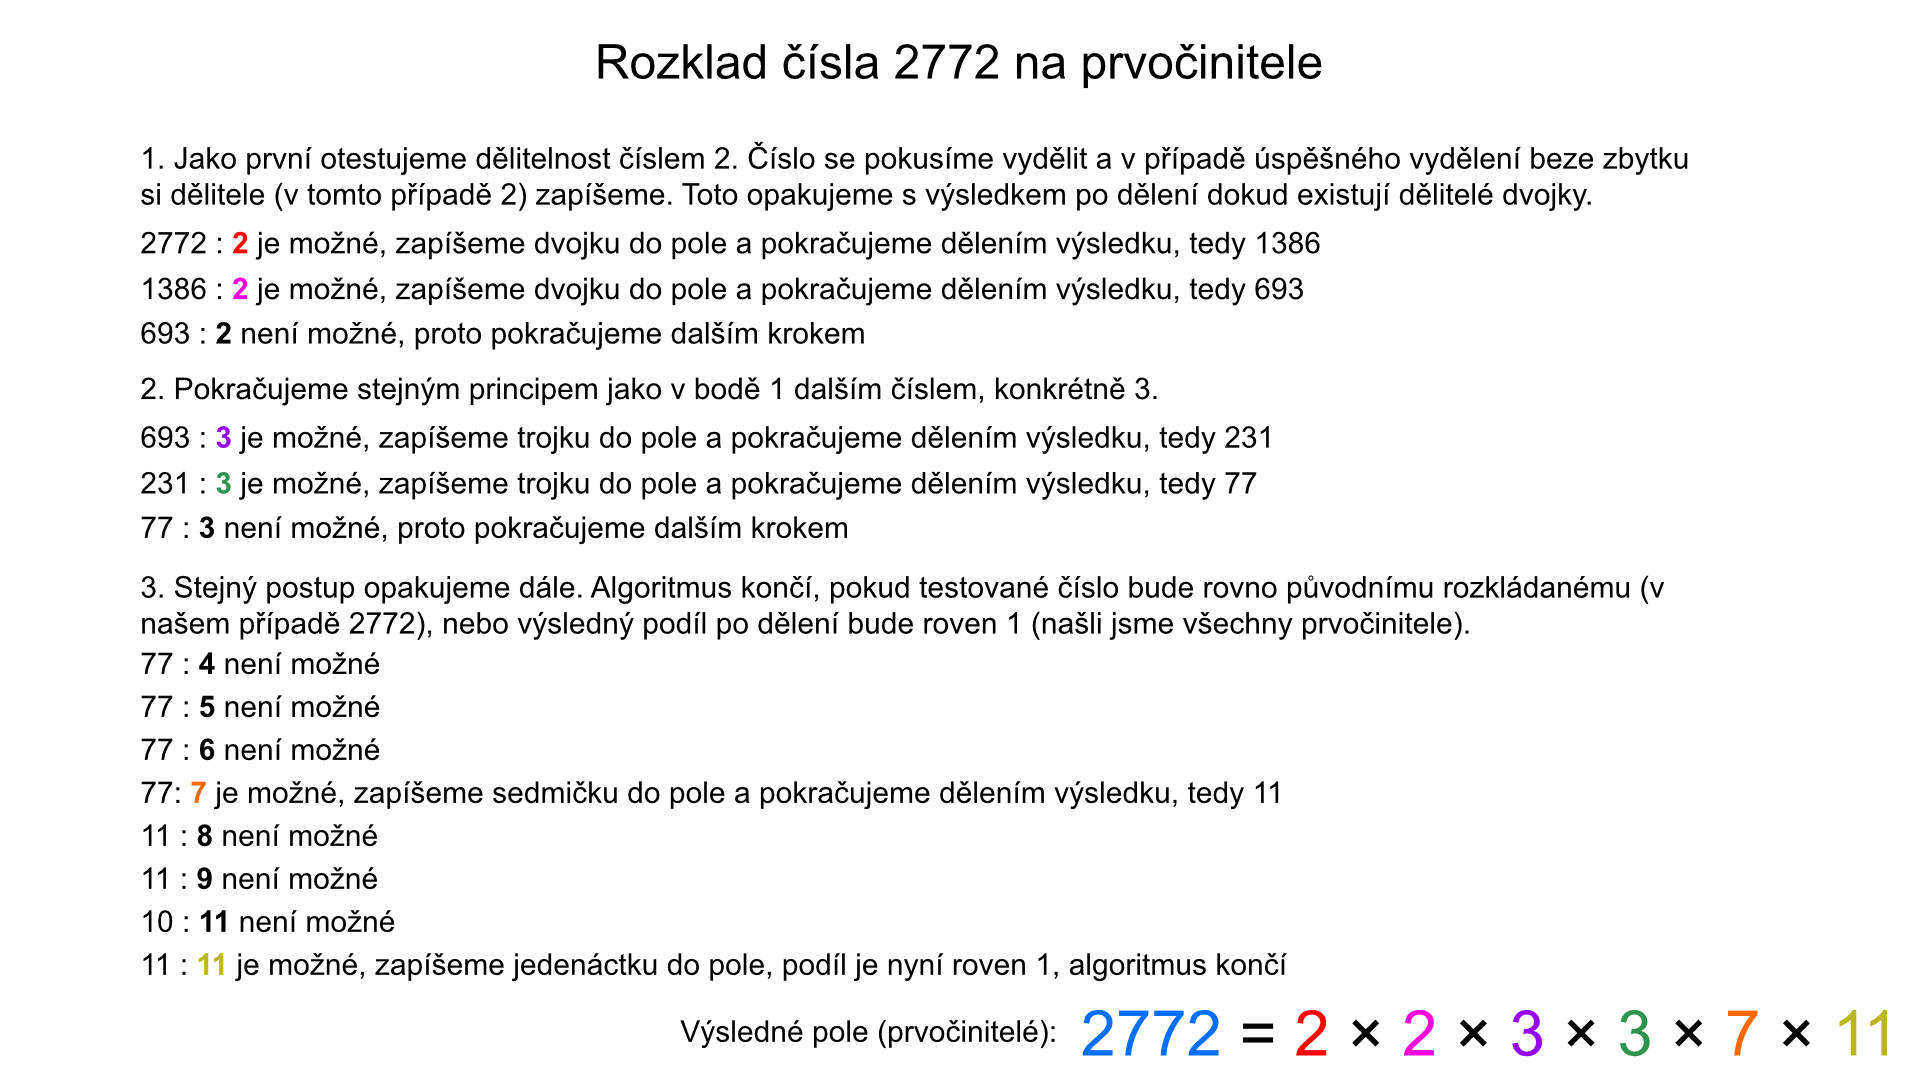 Rozklad čísla 2772 na prvočinitele
1. Jako první otestujeme dělitelnost číslem 2. Číslo se pokusíme vydělit a v případě úspěšného vydělení beze zbytku
si dělitele (v tomto případě 2) zapíšeme. Toto opakujeme s výsledkem po dělení dokud existují dělitelé dvojky.
2772 : 2 je možné, zapíšeme dvojku do pole a pokračujeme dělením výsledku, tedy 1386
1386 : 2 je možné, zapíšeme dvojku do pole a pokračujeme dělením výsledku, tedy 693
693 : 2 není možné, proto pokračujeme dalším krokem
2. Pokračujeme stejným principem jako v bodě 1 dalším číslem, konkrétně 3.
693 : 3 je možné, zapíšeme trojku do pole a pokračujeme dělením výsledku, tedy 231
231 : 3 je možné, zapíšeme trojku do pole a pokračujeme dělením výsledku, tedy 77
77 : 3 není možné, proto pokračujeme dalším krokem
3. Stejný postup opakujeme dále. Algoritmus končí, pokud testované číslo bude rovno původnímu rozkládanému (v
našem případě 2772), nebo výsledný podíl po dělení bude roven 1 (našli jsme všechny prvočinitele).
77 : 4 není možné
77 : 5 není možné
77 : 6 není možné
77: 7 je možné, zapíšeme sedmičku do pole a pokračujeme dělením výsledku, tedy 11
11 : 8 není možné
11 : 9 není možné
10 : 11 není možné
11 : 11 je možné, zapíšeme jedenáctku do pole, podíl je nyní roven 1, algoritmus končí
Výsledné pole (prvočinitelé): 2772 = 2 × 2 × 3 × 3 × 7 × 11